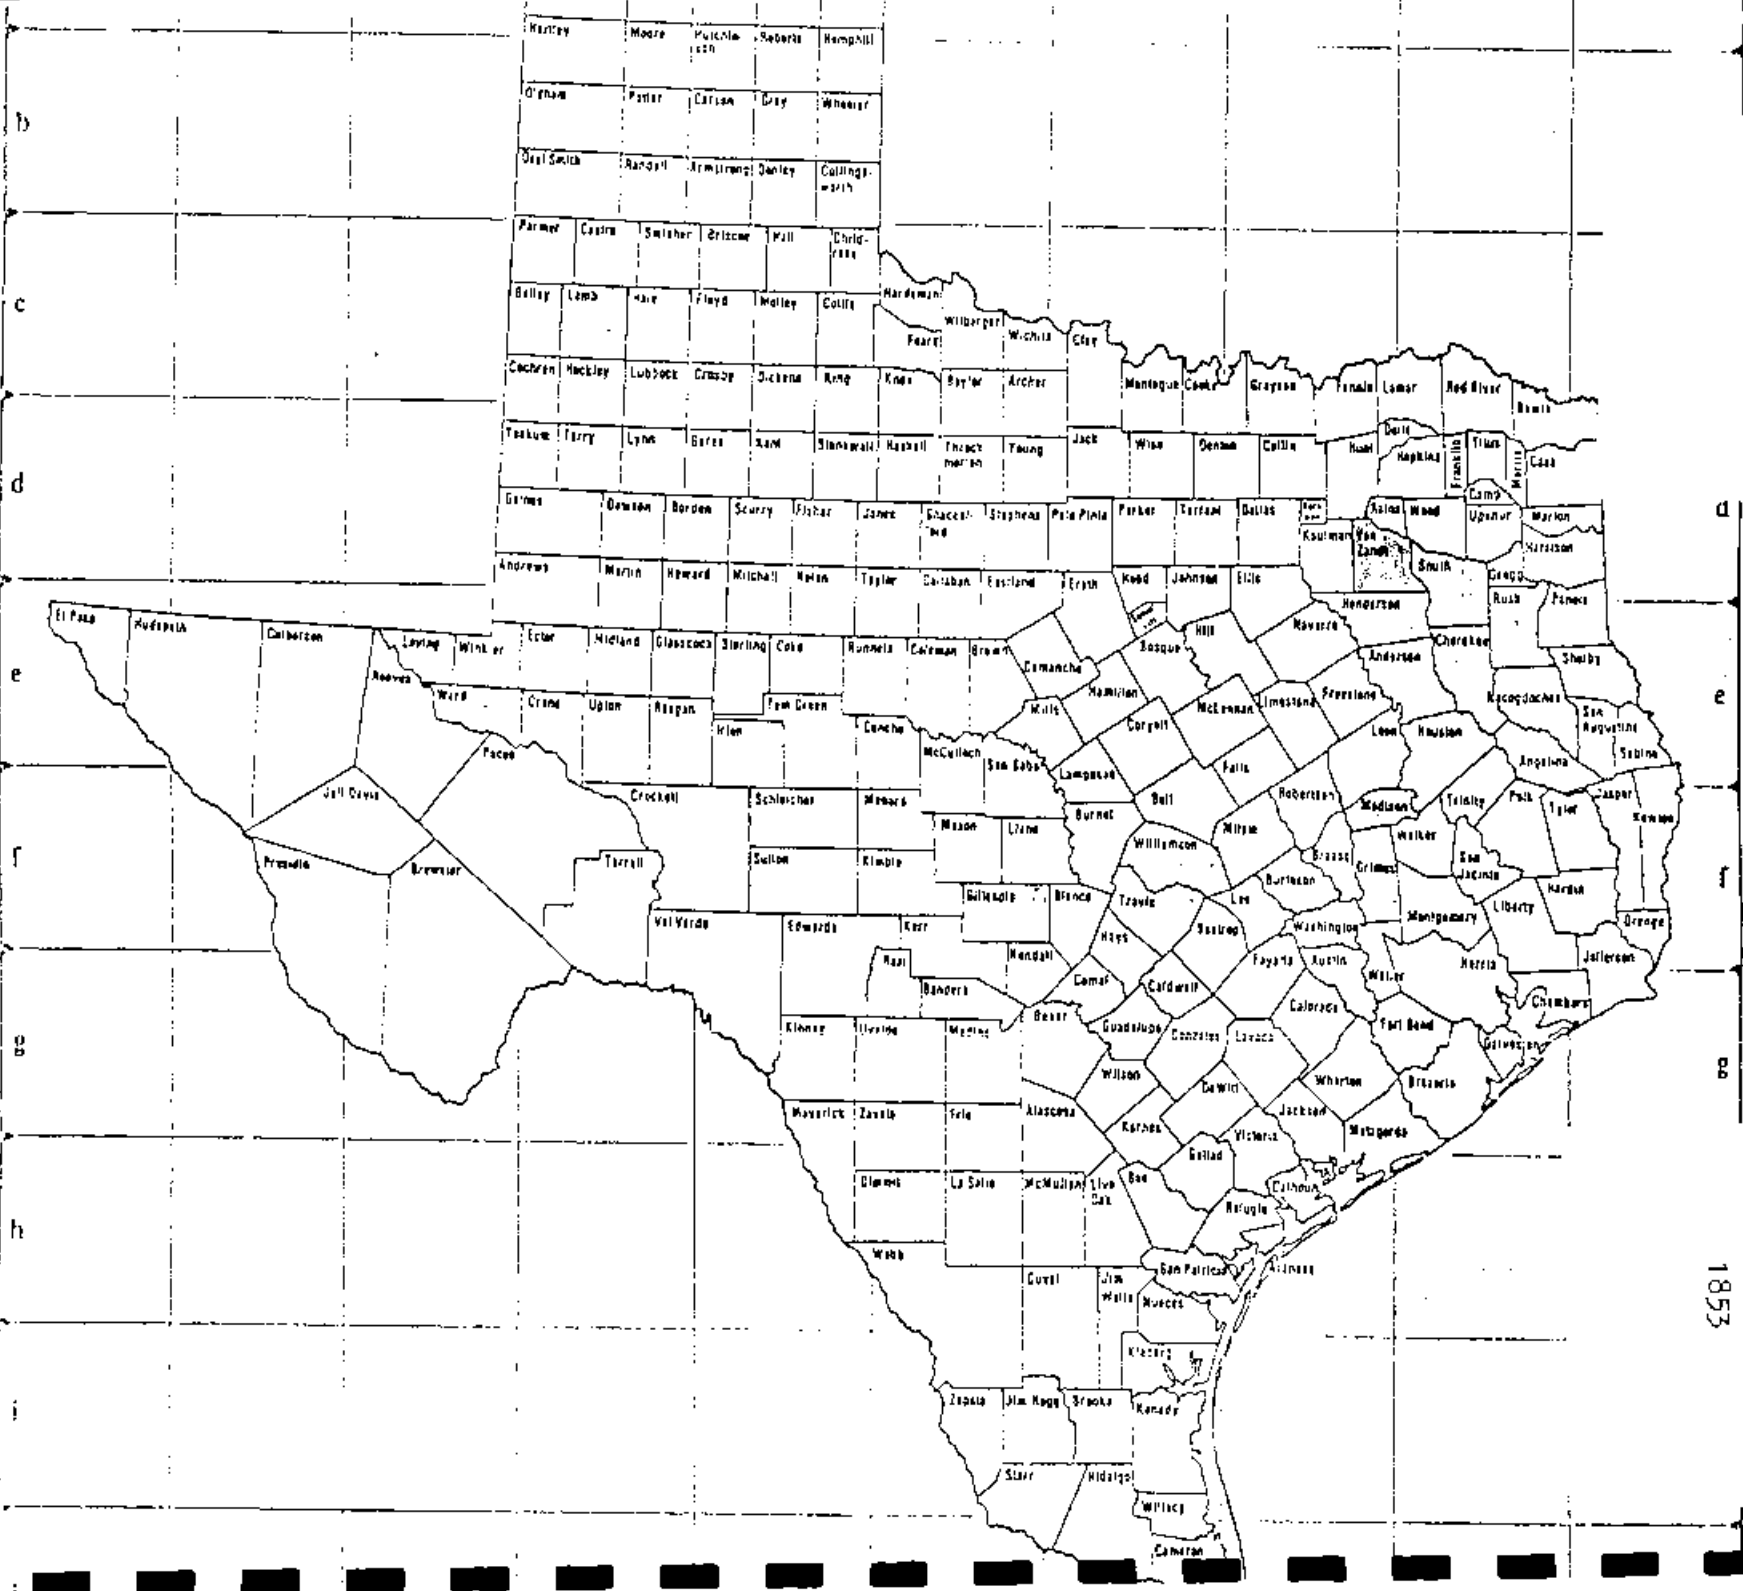 Hartley Moore Hutchin- Roberts Hemphill
son
b
Oldham Potter Carson Gray Wheeler
Deaf Smith Randall Armstrong Donley Collings-
worth
Parmer Castro Swisher Briscoe Hall Child-
ress
c
Bailey Lamb Hale Floyd Motley Cottle Hardeman
Foard Wilbarger Wichita Clay
Cochran Hockley Lubbock Crosby Dickens King Knox Baylor Archer Montague Cooke Grayson Fannin Lamar Red River Bowie
d
Yoakum Terry Lynn Garza Kent Stonewall Haskell Throck
morton Young Jack Wise Denton Collin Hunt Delta Hopkins Franklin Titus Morris Cass
Camp
Gaines Dawson Borden Scurry Fisher Jones Shackel-
ford Stephens Palo Pinto Parker Tarrant Dallas Rains Wood Upshur Marion d
Kaufman Van
Zandt Smith Harrison
Gregg
Andrews Martin Howard Mitchell Nolan Taylor Callahan Eastland Erath Hood Johnson Ellis Henderson Rusk Panola
El Paso Hudspeth Culberson
e
Reeves Loving Winkler Ector Midland Glasscock Sterling Coke Runnels Coleman Brown Comanche Bosque Hill Navarro Anderson Cherokee Shelby
e
Ward Crane Upton Reagan Tom Green Mills Hamilton McLennan Limestone Freestone Nacogdoches
San
Augustine
Sabine
Irion Concho McCulloch San Saba Coryell Falls Leon Houston Angelina
Pecos
Jeff Davis Crockett Schleicher Menard Lampasas Bell Robertson Madison Trinity Polk Tyler Jasper Newton
f
Presidio Brewster Terrell Sutton Kimble Mason Llano Burnet Williamson Milam Brazos Grimes Walker San
Jacinto Hardin
f
Val Verde Edwards Kerr Gillespie Blanco Travis Lee Burleson Washington Montgomery Liberty Orange
Real Kendall Hays Bastrop Fayette Austin Waller Harris Jefferson
Bandera Comal Caldwell Colorado Chambers
g
Kinney Uvalde Medina Bexar Guadalupe Gonzales Lavaca Fort Bend Galveston
g
Wilson DeWitt Wharton Brazoria
Maverick Zavala Frio Atascosa Karnes Jackson Matagorda
Victoria
Goliad
h
Dimmit La Salle McMullen Live
Oak Bee Refugio Calhoun
Webb Duval Jim
Wells San Patricio Aransas
Nueces
Kleberg
1853
i
Zapata Jim Hogg Brooks Kenedy
Starr Hidalgo
Willacy
Cameron